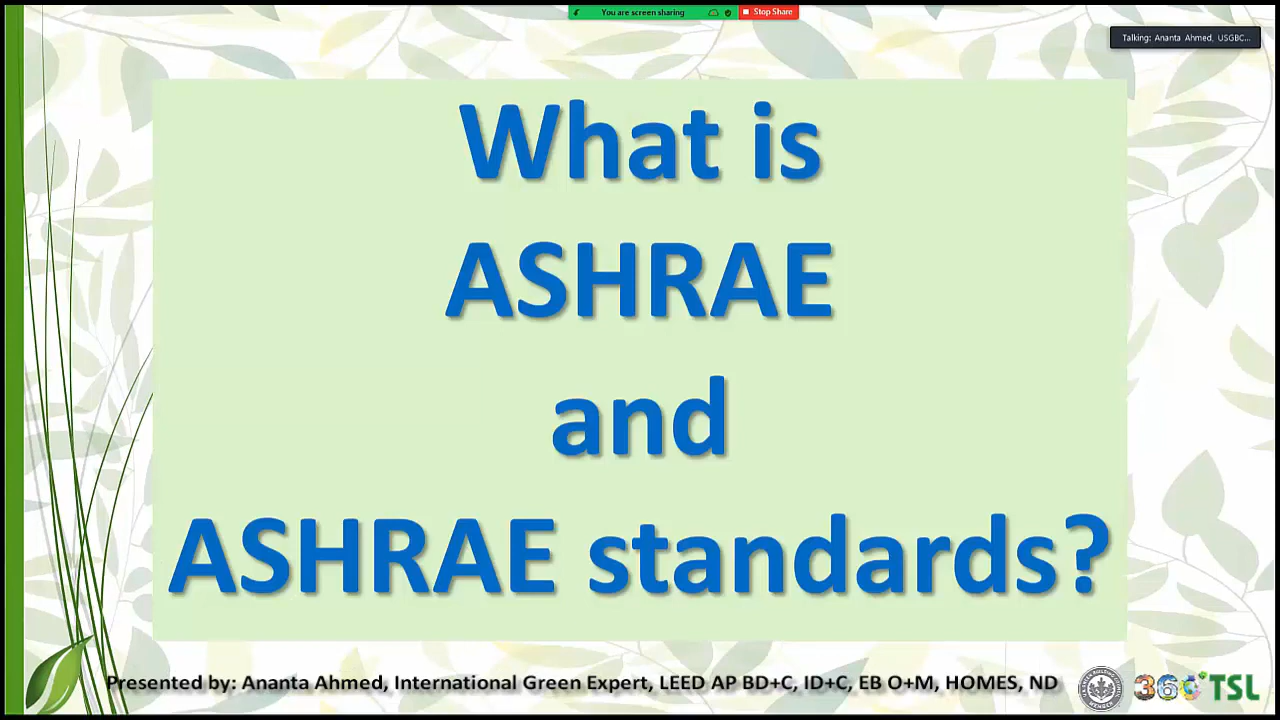 You are screen sharing
Stop Share
Talking: Ananta Ahmed, USGBC...
What is
ASHRAE
and
ASHRAE standards?
Presented by: Ananta Ahmed, International Green Expert, LEED AP BD+C, ID+C, EB O+M, HOMES, ND
360 TSL